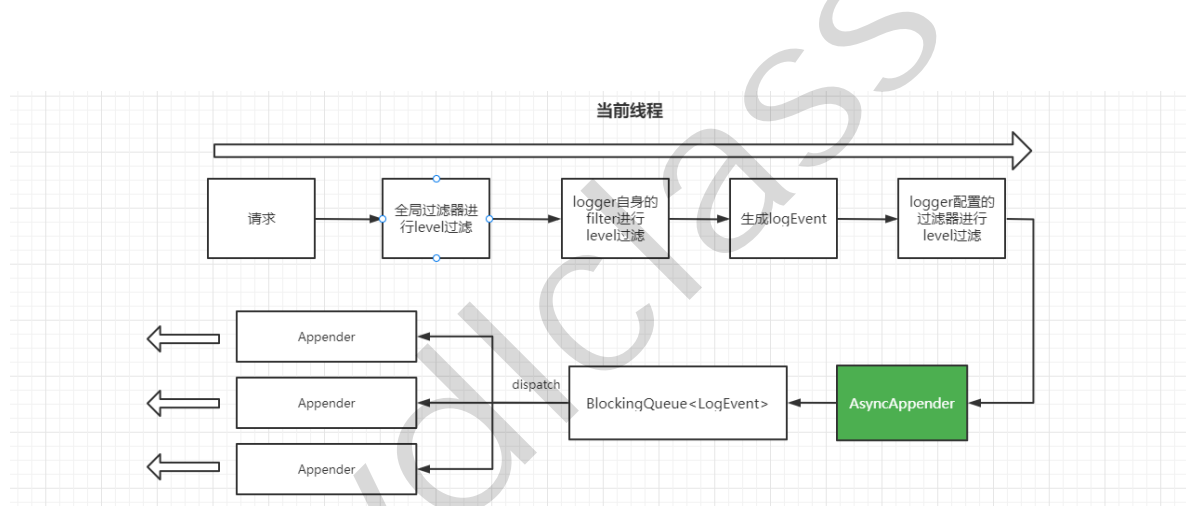 当前线程
请求
全局过滤器进
行level过滤
logger自身的
filter进行
level过滤
生成logEvent
logger配置的
过滤器进行
level过滤
Appender
Appender
Appender
dispatch
BlockingQueue<LogEvent>
AsyncAppender
ydlclass